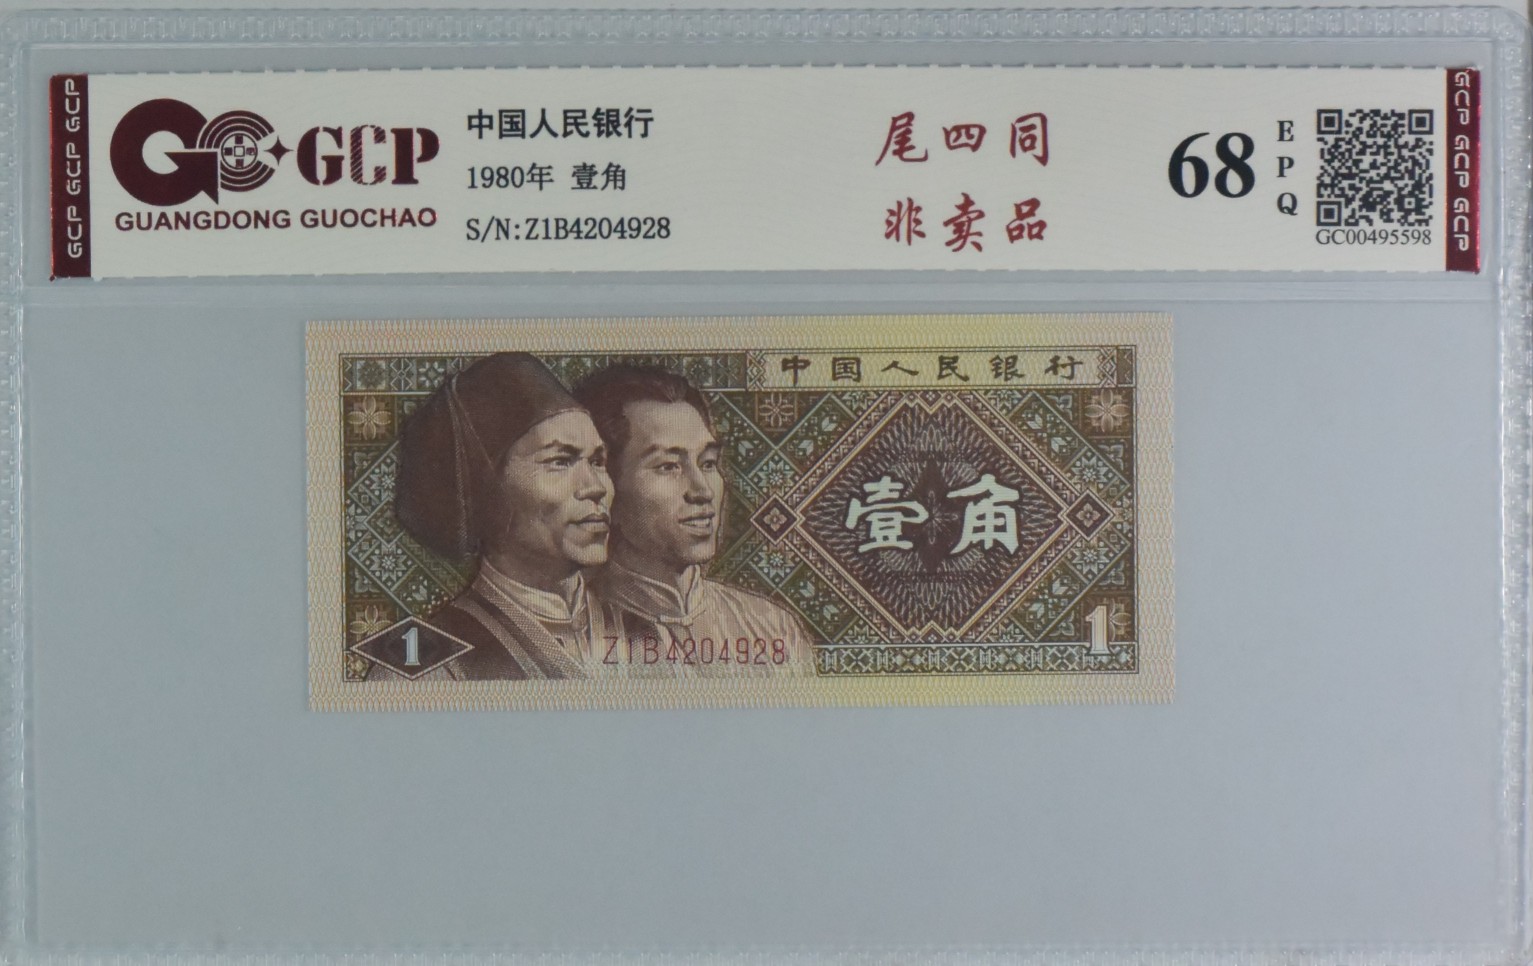 GCP GCP GCP
GCP
GUANGDONG GUOCHAO
中国人民银行
1980年 壹角
S/N:Z1B4204928
尾四同
非卖品
68
E
P
Q
GC00495598
GCP GCP GCP
中国人民银行
壹角
1
Z1B4204928
1